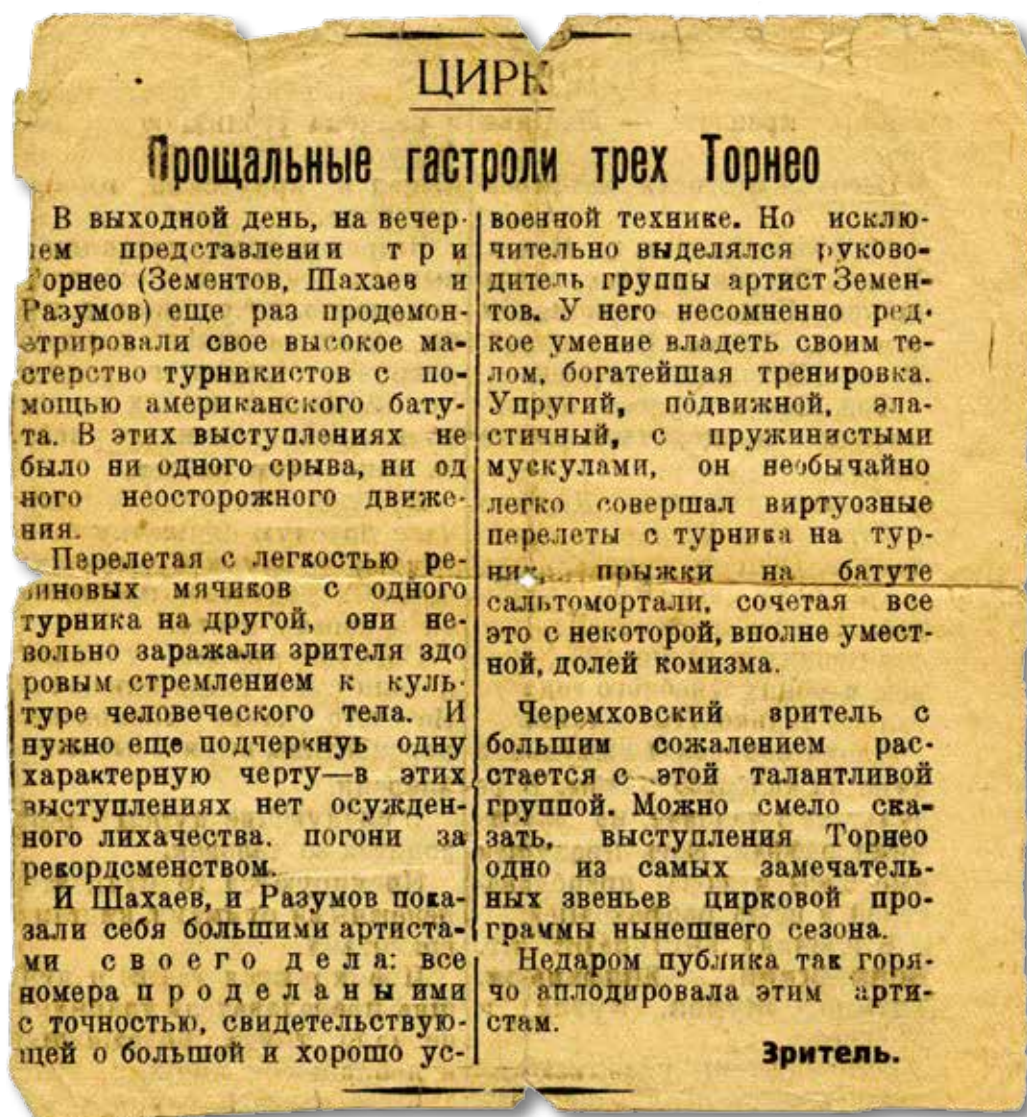 ЦИРК
Прощальные гастроли трех Торнео
В выходной день, на вечер-
нем представлении три
Торнео (Зементов, Шахаев и
Разумов) еще раз продемон-
стрировали свое высокое ма-
стерство турникистов с по-
мощью американского бату-
та. В этих выступлениях не
было ни одного срыва, ни од
ного неосторожного движе-
ния.
Перелетая с легкостью ре-
зиновых мячиков с одного
турника на другой, они не-
вольно заражали зрителя здо
ровым стремлением к куль-
туре человеческого тела. И
нужно еще подчеркнуь одну
характерную черту—в этих
выступлениях нет осужден-
ного лихачества. погони за
рекордсменством.
И Шахаев, и Разумов пока-
зали себя большими артиста-
ми своего дела: все
номера проделаны ими
с точностью, свидетельствую-
щей о большой и хорошо ус-
военной технике. Но исклю-
чительно выделялся руково-
дитель группы артистЗемен-
тов. У него несомненно ред-
кое умение владеть своим те-
лом, богатейшая тренировка.
Упругий, подвижной, эла-
стичный, с пружинистыми
мускулами, он необычайно
легко совершал виртуозные
перелеты с турника на тур-
ник, прыжки на батуте
сальтомортали, сочетая все
это с некоторой, вполне умест-
ной, долей комизма.
Черемховский зритель с
большим сожалением рас-
стается с этой талантливой
группой. Можно смело ска-
зать, выступления Торнео
одно из самых замечатель-
ных звеньев цирковой про-
граммы нынешнего сезона.
Недаром публика так горя-
чо аплодировала этим арти-
стам.
Зритель.